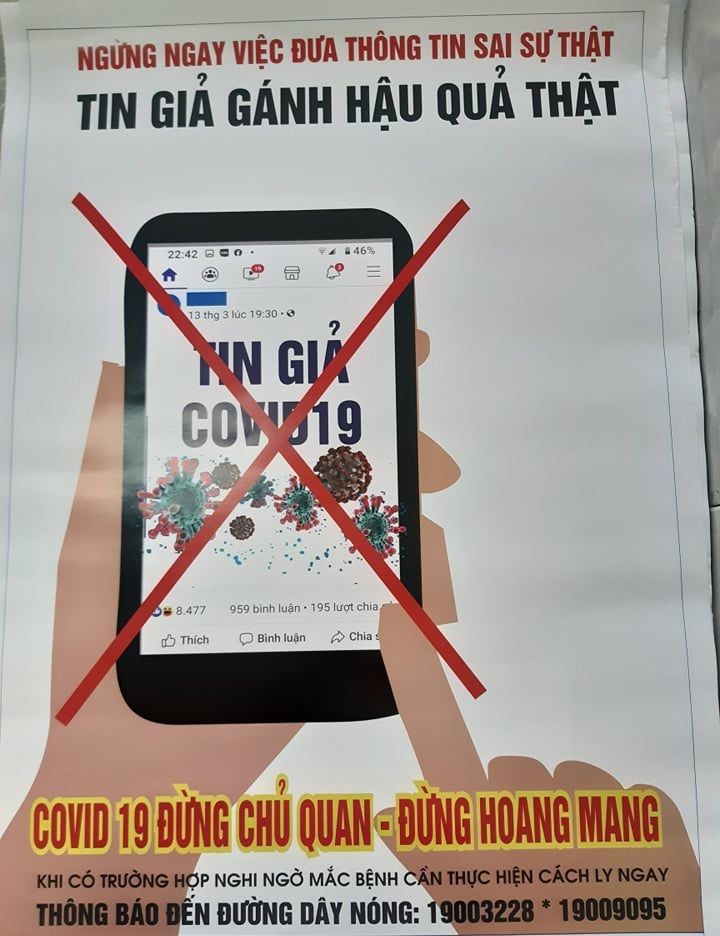 NGỪNG NGAY VIỆC ĐƯA THÔNG TIN SAI SỰ THẬT
TIN GIẢ GÁNH HẬU QUẢ THẬT
22:42 46%
19 2
13 thg 3 lúc 19:30
TIN GIẢ
COVID19
8.477 959 bình luận • 195 lượt chia
Thích Bình luận Chia s
COVID 19 ĐỪNG CHỦ QUAN - ĐỪNG HOANG MANG
KHI CÓ TRƯỜNG HỢP NGHI NGỜ MẮC BỆNH CẦN THỰC HIỆN CÁCH LY NGAY
THÔNG BÁO ĐẾN ĐƯỜNG DÂY NÓNG: 19003228 * 19009095